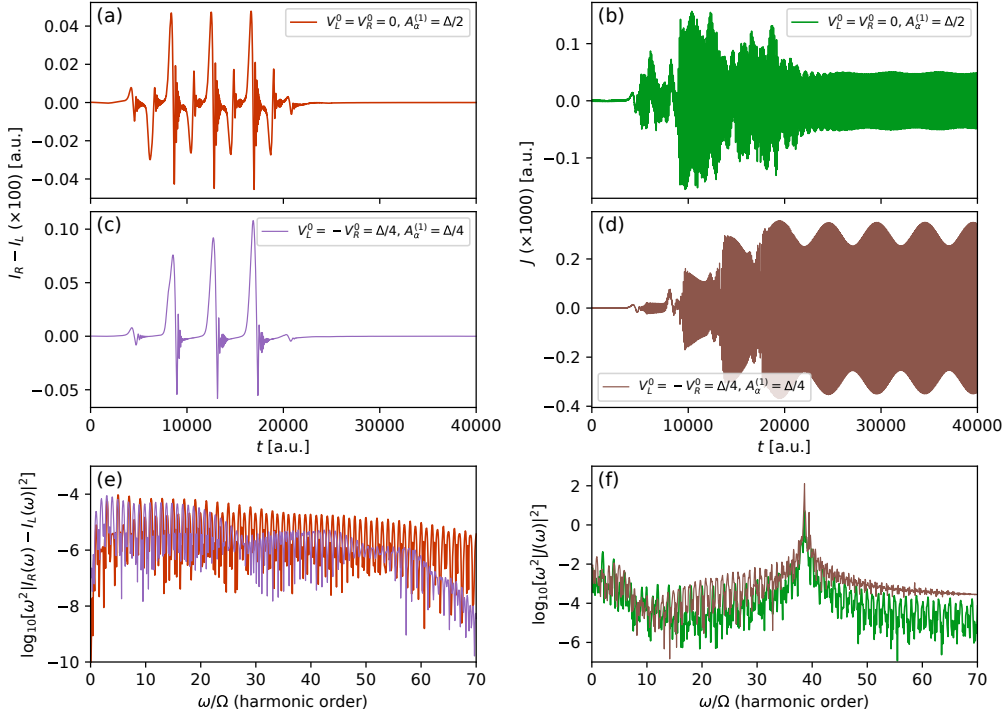 (a)
V_L^0 = V_R^0 = 0, A_α^{(1)} = Δ/2
0.04
0.02
0.00
−0.02
−0.04
(b)
V_L^0 = V_R^0 = 0, A_α^{(1)} = Δ/2
0.1
0.0
−0.1
I_R − I_L (×100) [a.u.]
J (×1000) [a.u.]
(c)
V_L^0 = − V_R^0 = Δ/4, A_α^{(1)} = Δ/4
0.10
0.05
0.00
−0.05
0 10000 20000 30000 40000
t [a.u.]
(d)
V_L^0 = − V_R^0 = Δ/4, A_α^{(1)} = Δ/4
0.2
0.0
−0.2
−0.4
0 10000 20000 30000 40000
t [a.u.]
(e)
log₁₀[ω²|I_R(ω) − I_L(ω)|²]
−4
−6
−8
−10
0 10 20 30 40 50 60 70
ω/Ω (harmonic order)
(f)
log₁₀[ω²|J(ω)|²]
2
0
−2
−4
−6
0 10 20 30 40 50 60 70
ω/Ω (harmonic order)